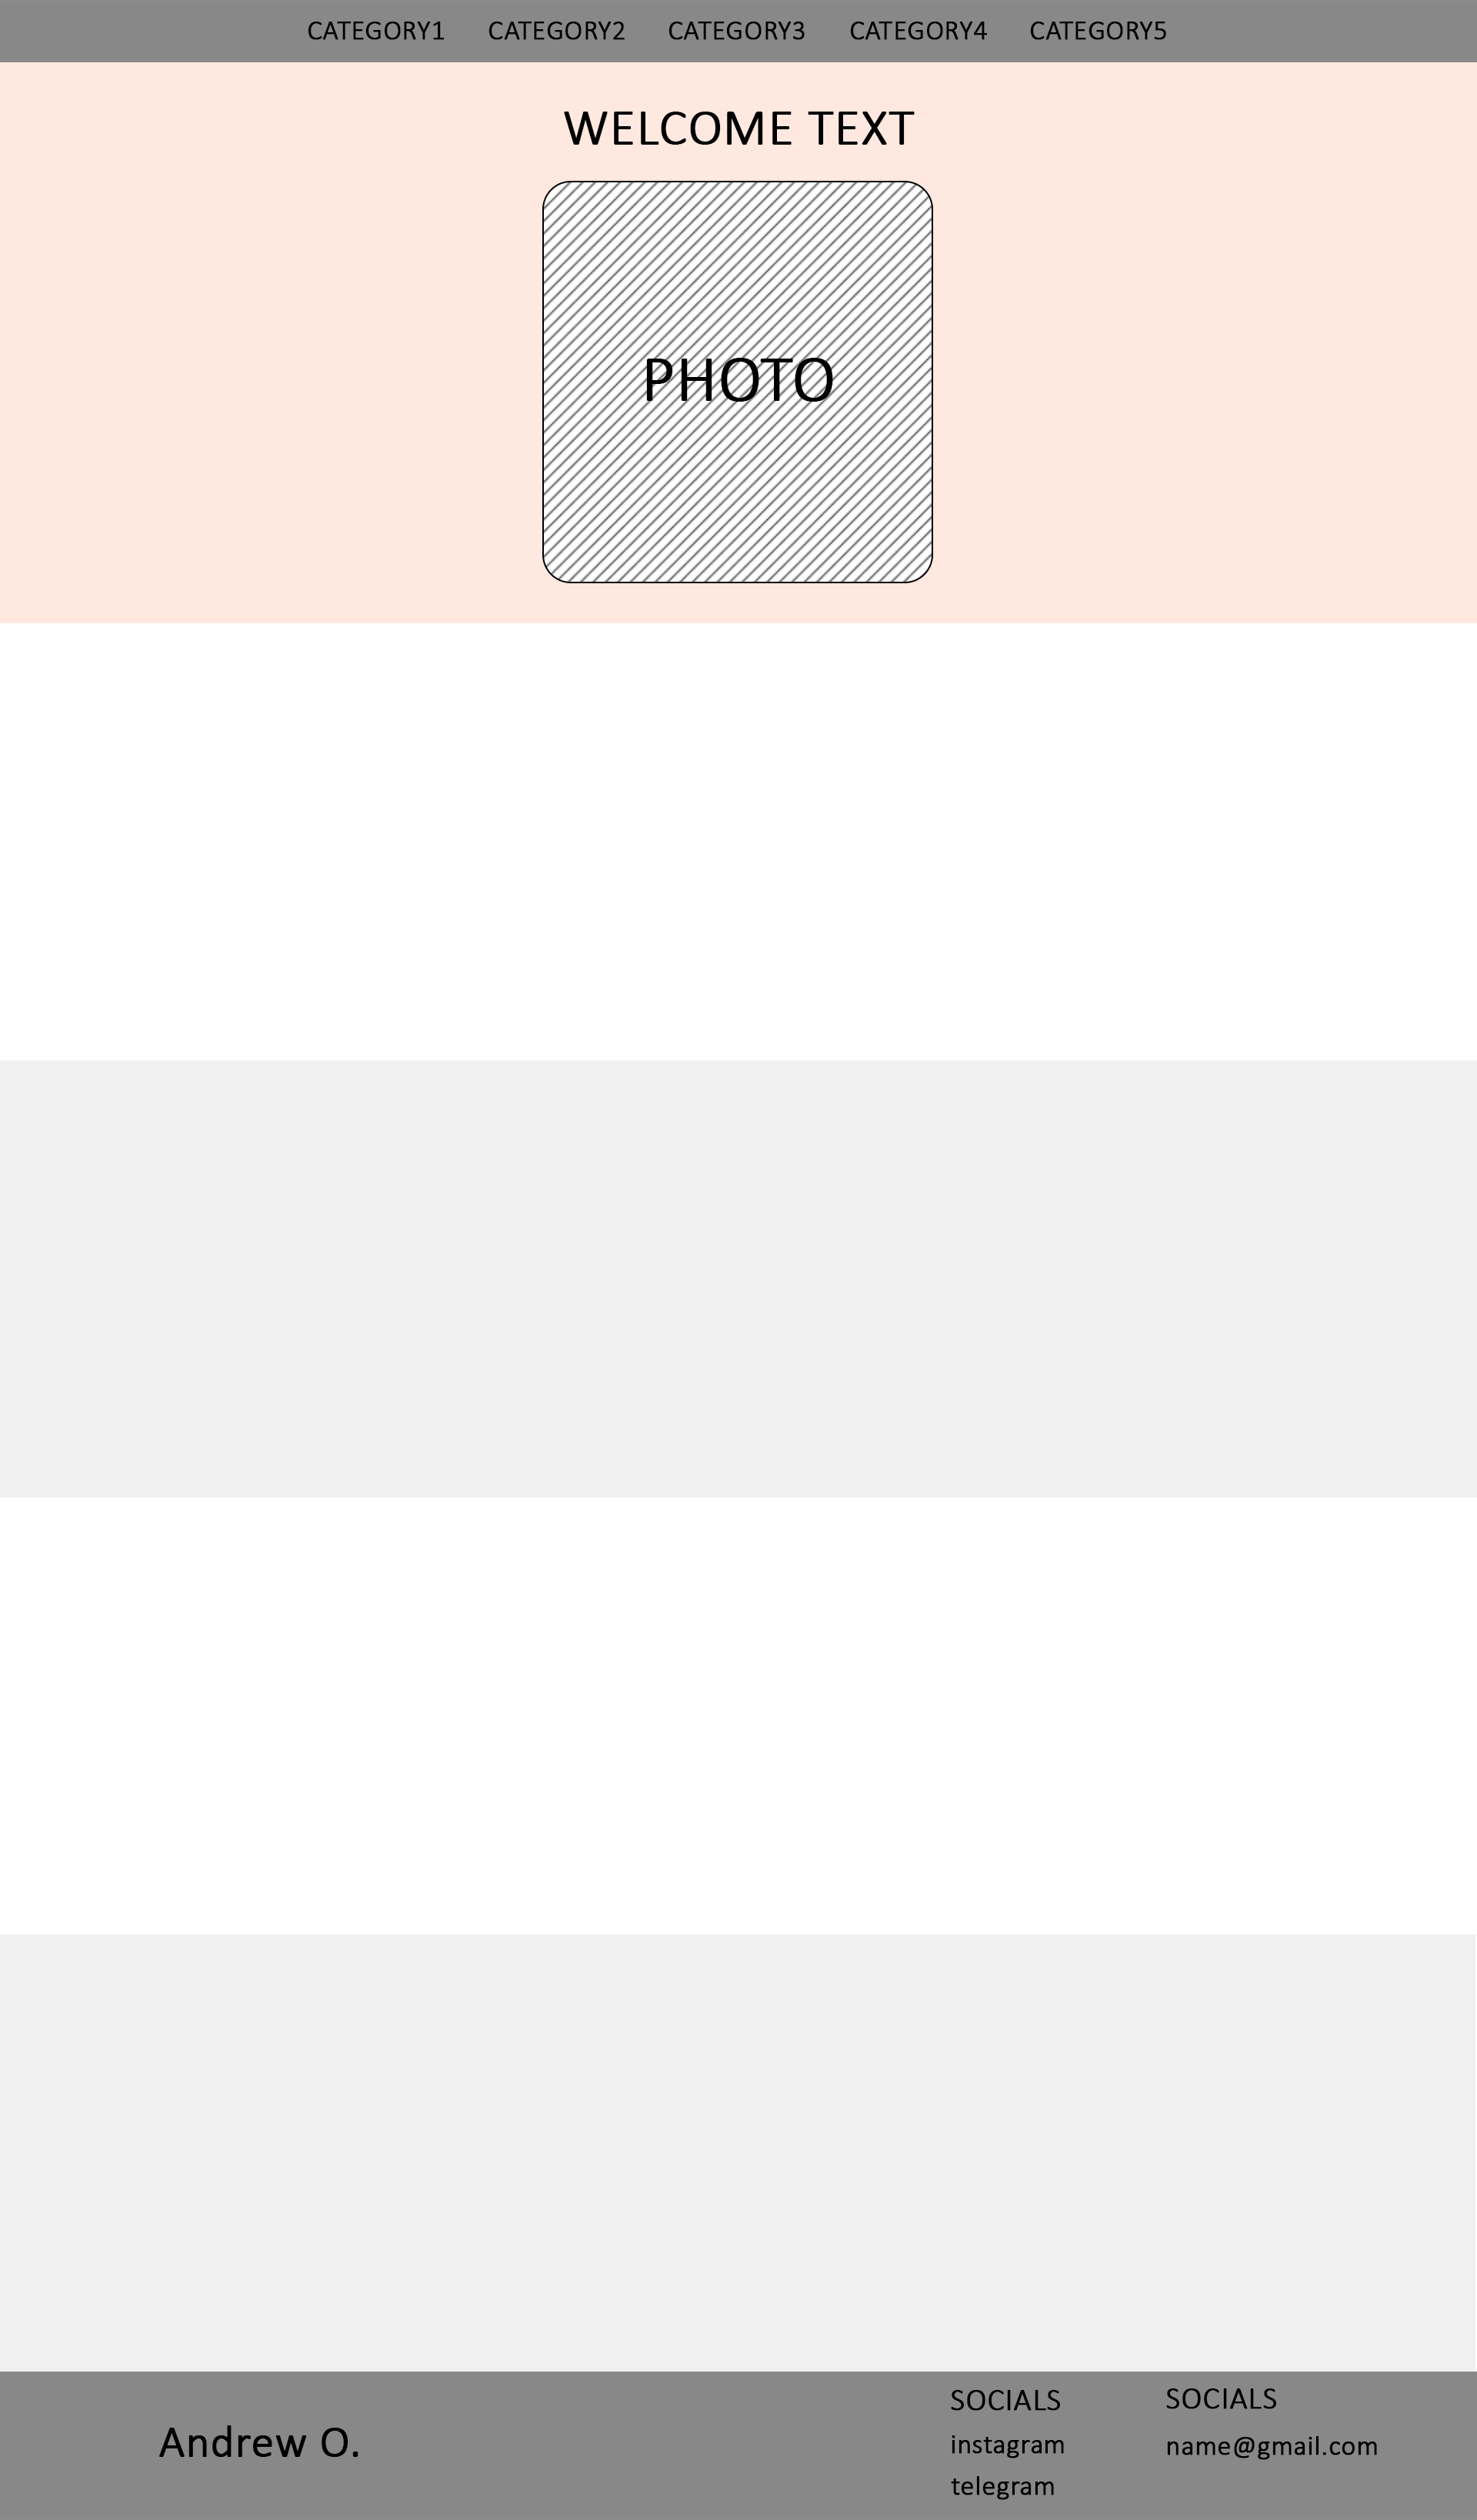 CATEGORY1 CATEGORY2 CATEGORY3 CATEGORY4 CATEGORY5
WELCOME TEXT
PHOTO
Andrew O.
SOCIALS
instagram
telegram
SOCIALS
name@gmail.com